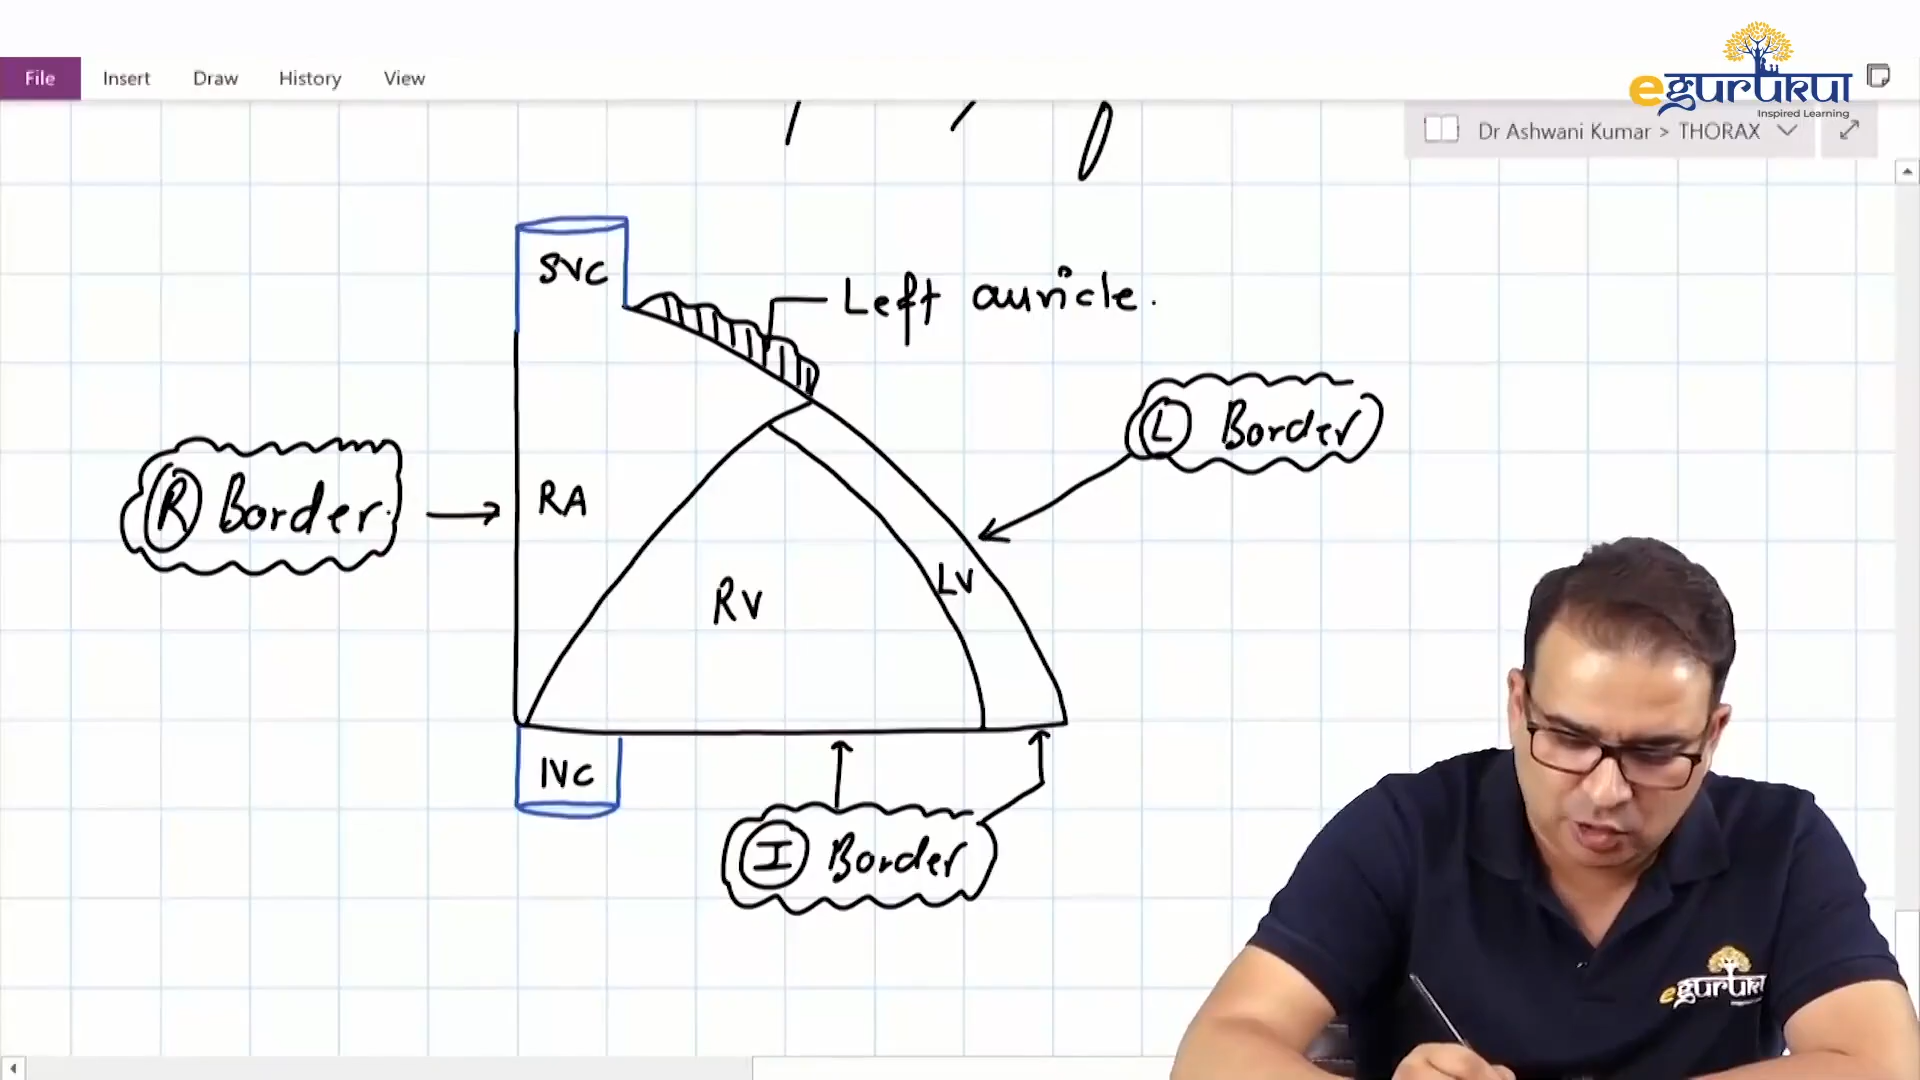 egurukul
Inspired Learning
File Insert Draw History View
Dr Ashwani Kumar > THORAX
SVC
Left auricle.
L Border
R Border.
RA
LV
RV
IVC
I Border
egurukul